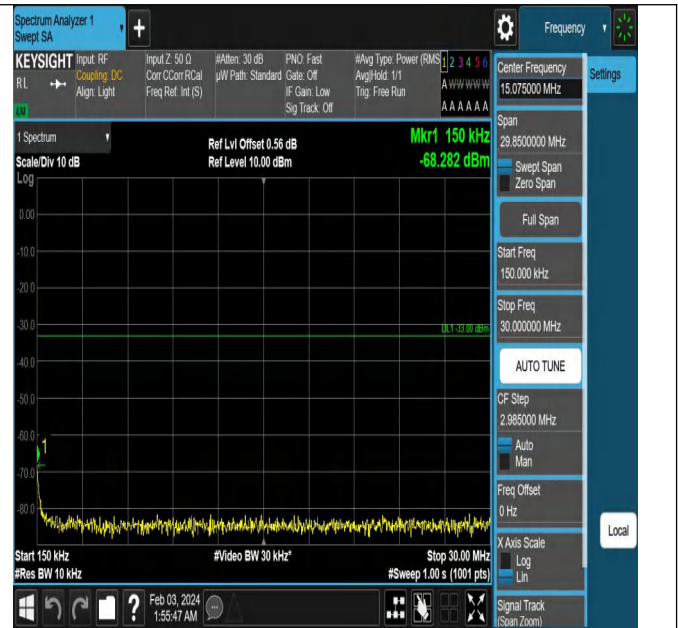 Spectrum Analyzer 1
Swept SA
+
Frequency
KEYSIGHT
RL
Input: RF
Coupling: DC
Align: Light
Input Z: 50 Ω
Corr CCorr RCal
Freq Ref: Int (S)
#Atten: 30 dB
µW Path: Standard
PNO: Fast
Gate: Off
IF Gain: Low
Sig Track: Off
#Avg Type: Power (RMS
Avg|Hold: 1/1
Trig: Free Run
1 2 3 4 5 6
A W W W W W
A A A A A A
1 Spectrum
Scale/Div 10 dB
Log
Ref Lvl Offset 0.56 dB
Ref Level 10.00 dBm
Mkr1 150 kHz
-68.282 dBm
0.00
-10.0
-20.0
-30.0
-40.0
-50.0
-60.0
-70.0
-80.0
DL1 -33.00 dBm
1
Start 150 kHz
#Res BW 10 kHz
#Video BW 30 kHz*
Stop 30.00 MHz
#Sweep 1.00 s (1001 pts)
Feb 03, 2024
1:55:47 AM
Center Frequency
15.075000 MHz
Settings
Span
29.8500000 MHz
Swept Span
Zero Span
Full Span
Start Freq
150.000 kHz
Stop Freq
30.000000 MHz
AUTO TUNE
CF Step
2.985000 MHz
Auto
Man
Freq Offset
0 Hz
X Axis Scale
Log
Lin
Signal Track
(Span Zoom)
Local